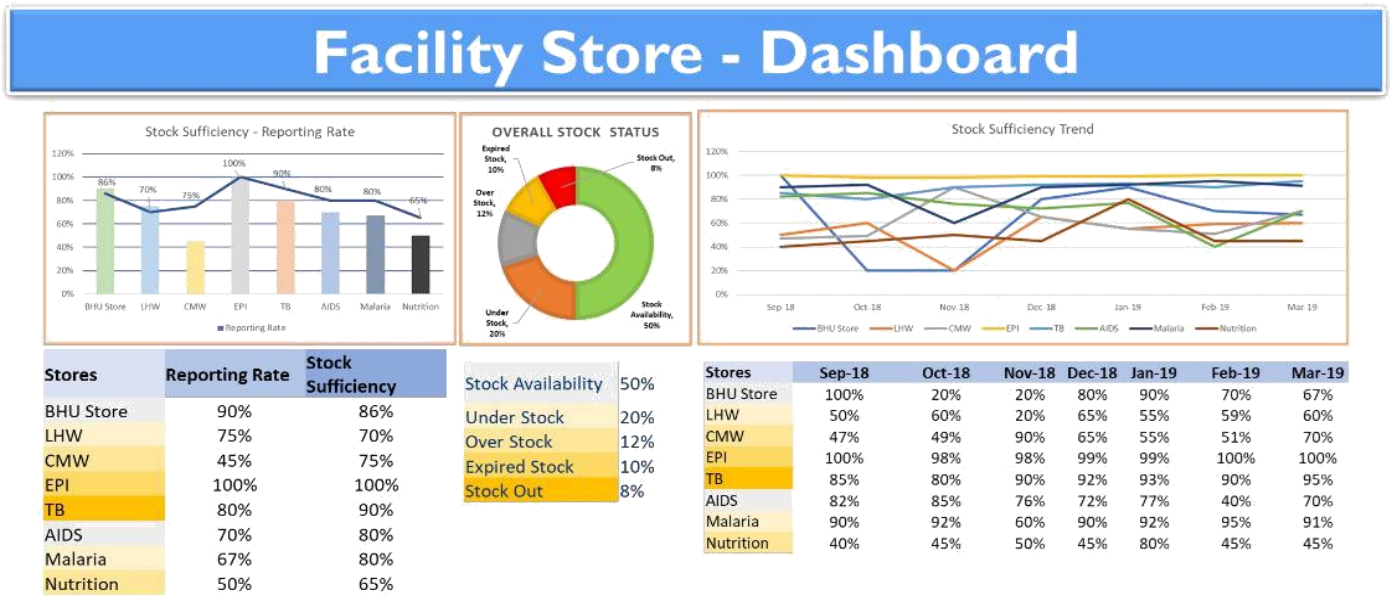 Facility Store - Dashboard
Stock Sufficiency - Reporting Rate
120%
100%
80%
60%
40%
20%
0%
86%
70%
75%
100%
90%
80%
80%
65%
BHU Store LHW CMW EPI TB AIDS Malaria Nutrition
Reporting Rate
OVERALL STOCK STATUS
Expired
Stock,
10%
Stock Out,
8%
Over
Stock,
12%
Under
Stock,
20%
Stock
Availability,
50%
Stock Sufficiency Trend
120%
100%
80%
60%
40%
20%
0%
Sep-18 Oct-18 Nov-18 Dec-18 Jan-19 Feb-19 Mar-19
BHU Store LHW CMW EPI TB AIDS Malaria Nutrition
Stores Reporting Rate Stock
Sufficiency
BHU Store 90% 86%
LHW 75% 70%
CMW 45% 75%
EPI 100% 100%
TB 80% 90%
AIDS 70% 80%
Malaria 67% 80%
Nutrition 50% 65%
Stock Availability 50%
Under Stock 20%
Over Stock 12%
Expired Stock 10%
Stock Out 8%
Stores Sep-18 Oct-18 Nov-18 Dec-18 Jan-19 Feb-19 Mar-19
BHU Store 100% 20% 20% 80% 90% 70% 67%
LHW 50% 60% 20% 65% 55% 59% 60%
CMW 47% 49% 90% 65% 55% 51% 70%
EPI 100% 98% 98% 99% 99% 100% 100%
TB 85% 80% 90% 92% 93% 90% 95%
AIDS 82% 85% 76% 72% 77% 40% 70%
Malaria 90% 92% 60% 90% 92% 95% 91%
Nutrition 40% 45% 50% 45% 80% 45% 45%